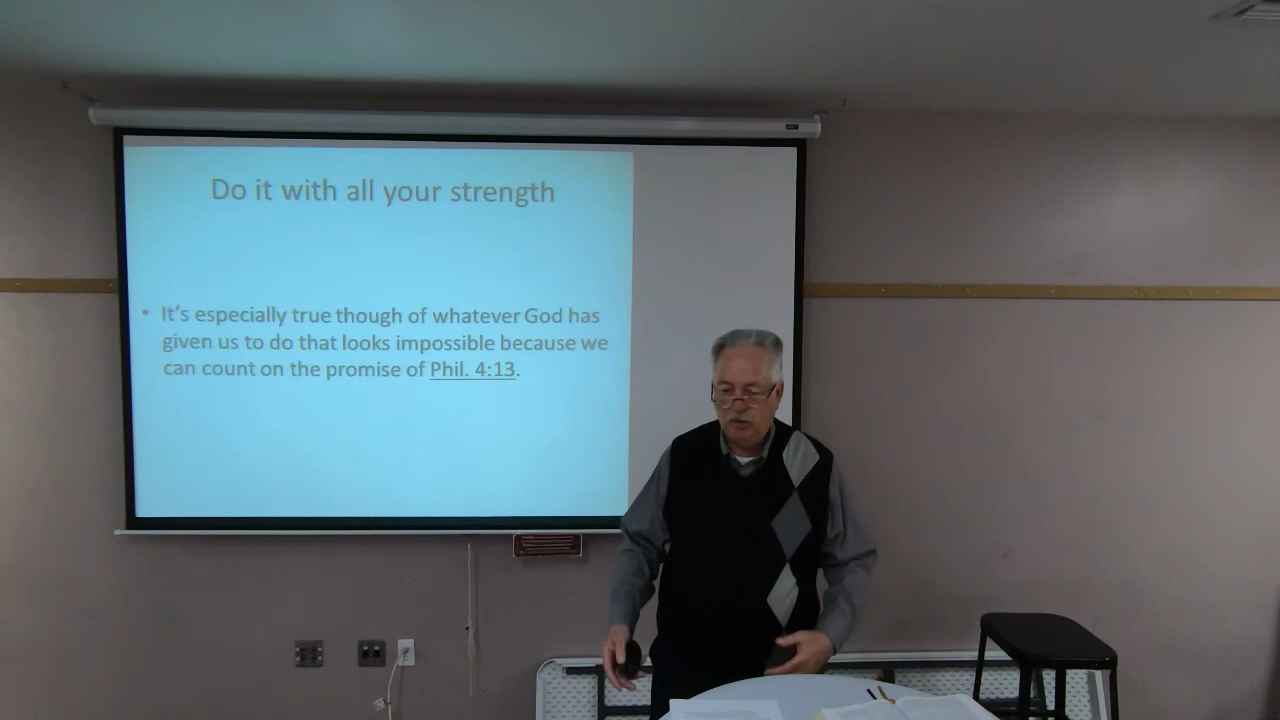 Do it with all your strength
• It's especially true though of whatever God has
given us to do that looks impossible because we
can count on the promise of Phil. 4:13.